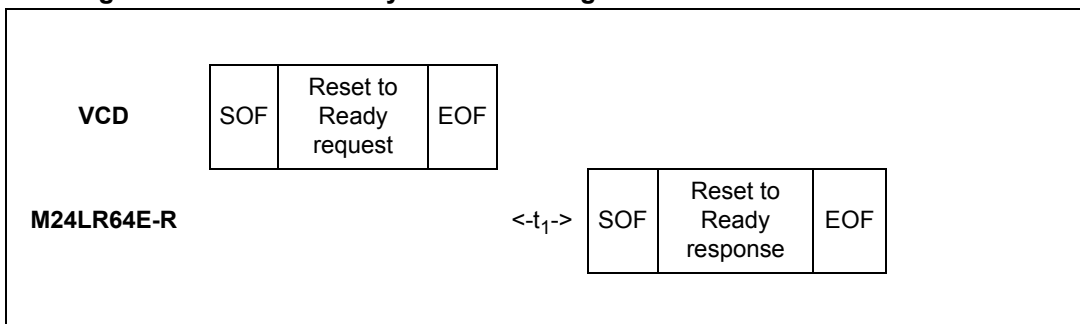 VCD
SOF
Reset to
Ready
request
EOF
M24LR64E-R
<-t₁->
SOF
Reset to
Ready
response
EOF